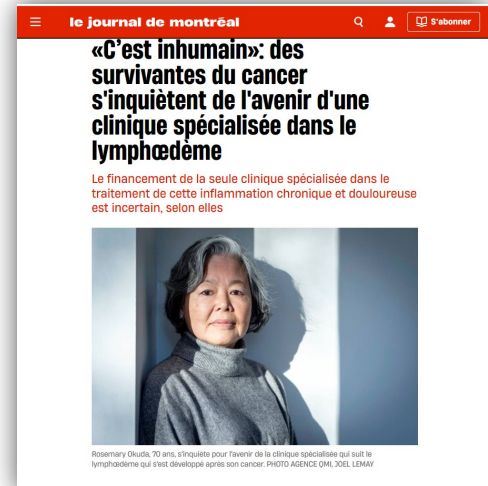 le journal de montréal
S'abonner
«C'est inhumain»: des
survivantes du cancer
s'inquiètent de l'avenir d'une
clinique spécialisée dans le
lymphœdème
Le financement de la seule clinique spécialisée dans le
traitement de cette inflammation chronique et douloureuse
est incertain, selon elles
Rosemary Okuda, 70 ans, s'inquiète pour l'avenir de la clinique spécialisée qui suit le
lymphœdème qui s'est développé après son cancer. PHOTO AGENCE QMI, JOEL LEMAY